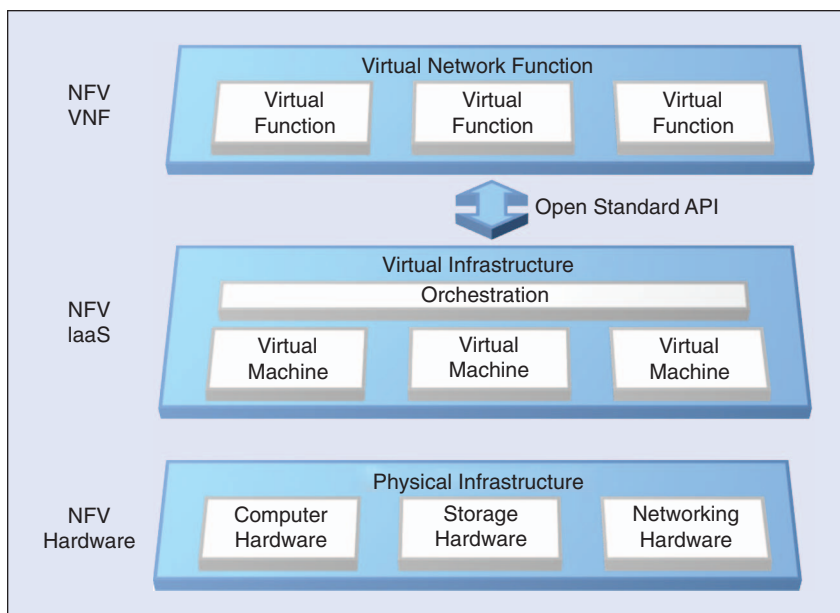 Virtual Network Function
NFV
VNF
Virtual
Function
Virtual
Function
Virtual
Function
Open Standard API
Virtual Infrastructure
Orchestration
NFV
IaaS
Virtual
Machine
Virtual
Machine
Virtual
Machine
Physical Infrastructure
NFV
Hardware
Computer
Hardware
Storage
Hardware
Networking
Hardware